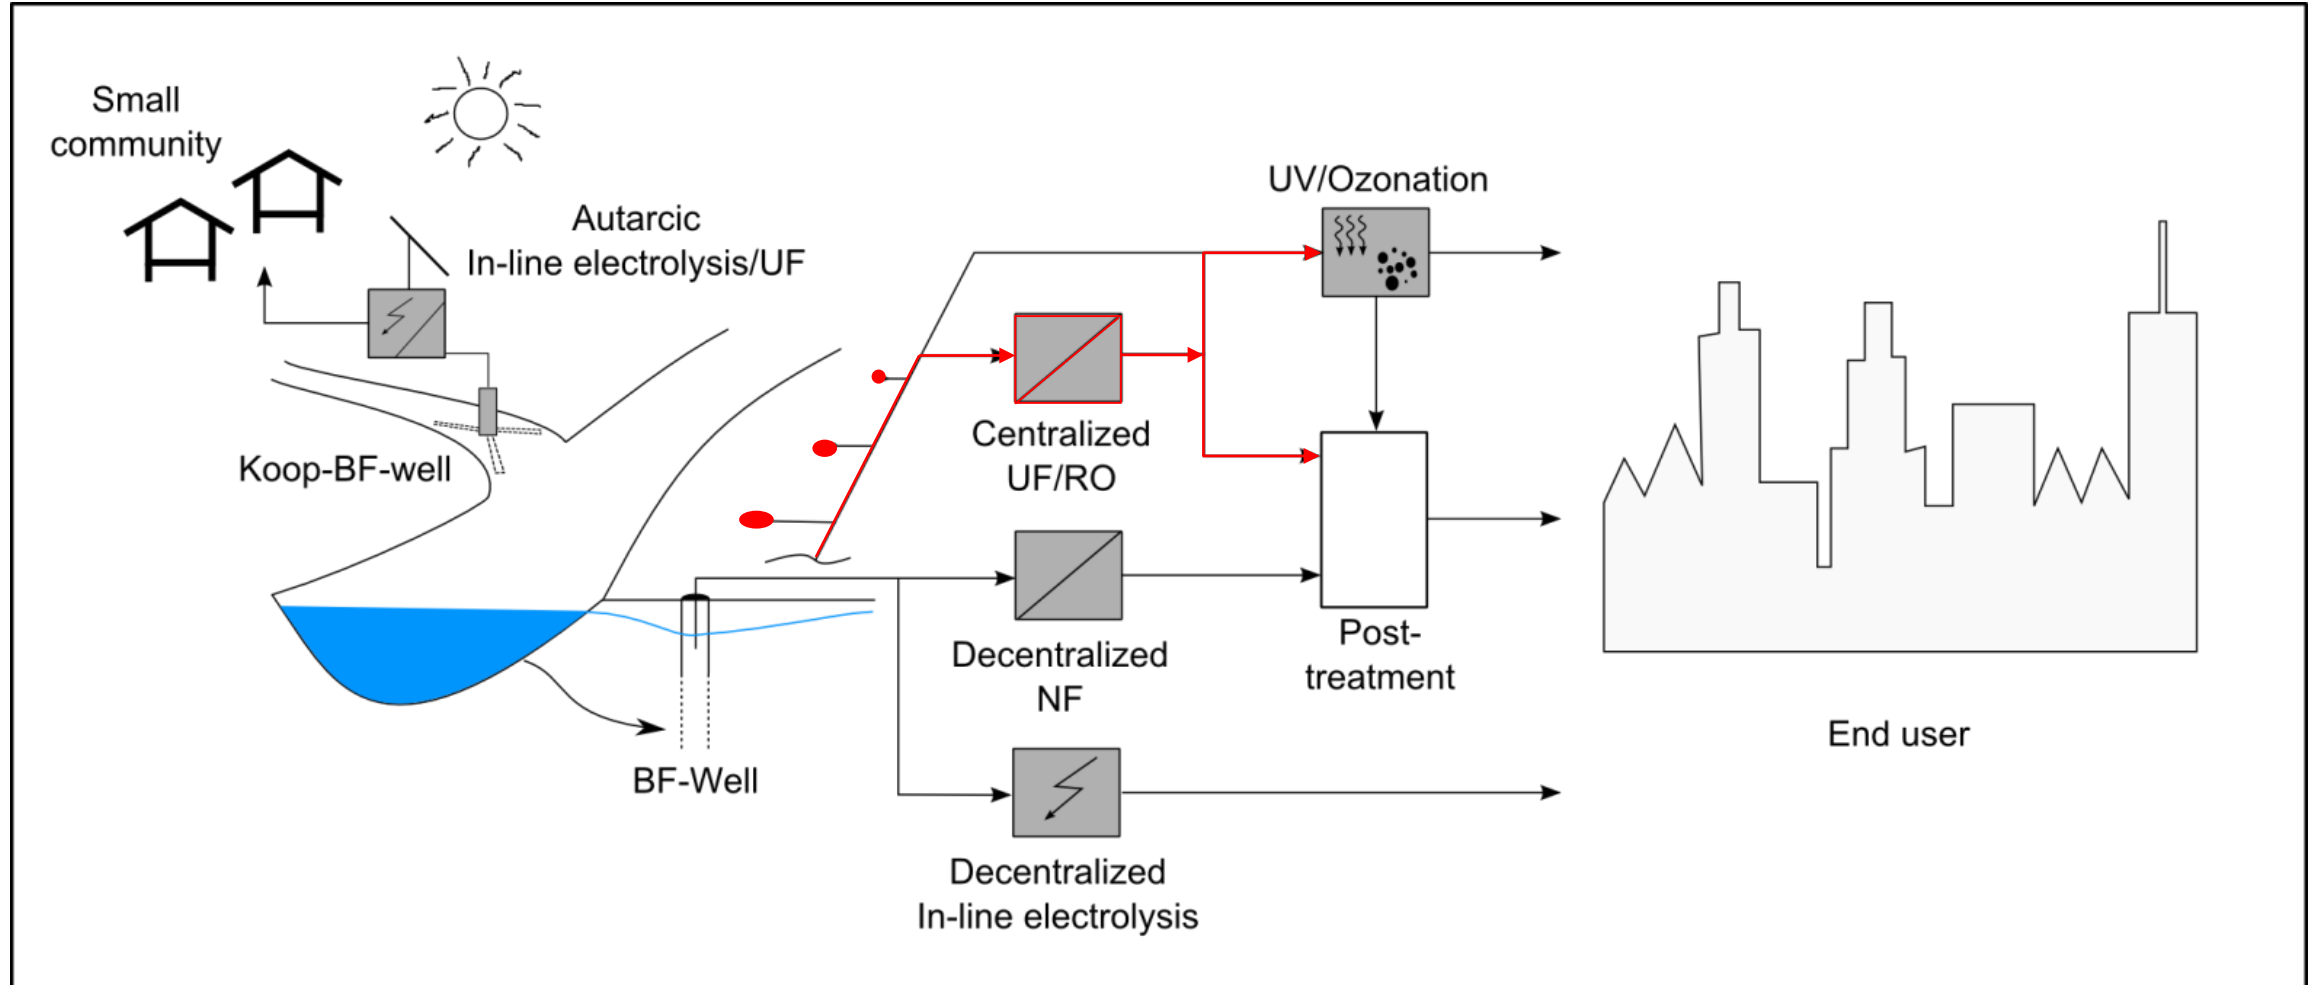 Small
community
Autarcic
In-line electrolysis/UF
UV/Ozonation
Koop-BF-well
Centralized
UF/RO
Decentralized
NF
Post-
treatment
BF-Well
End user
Decentralized
In-line electrolysis